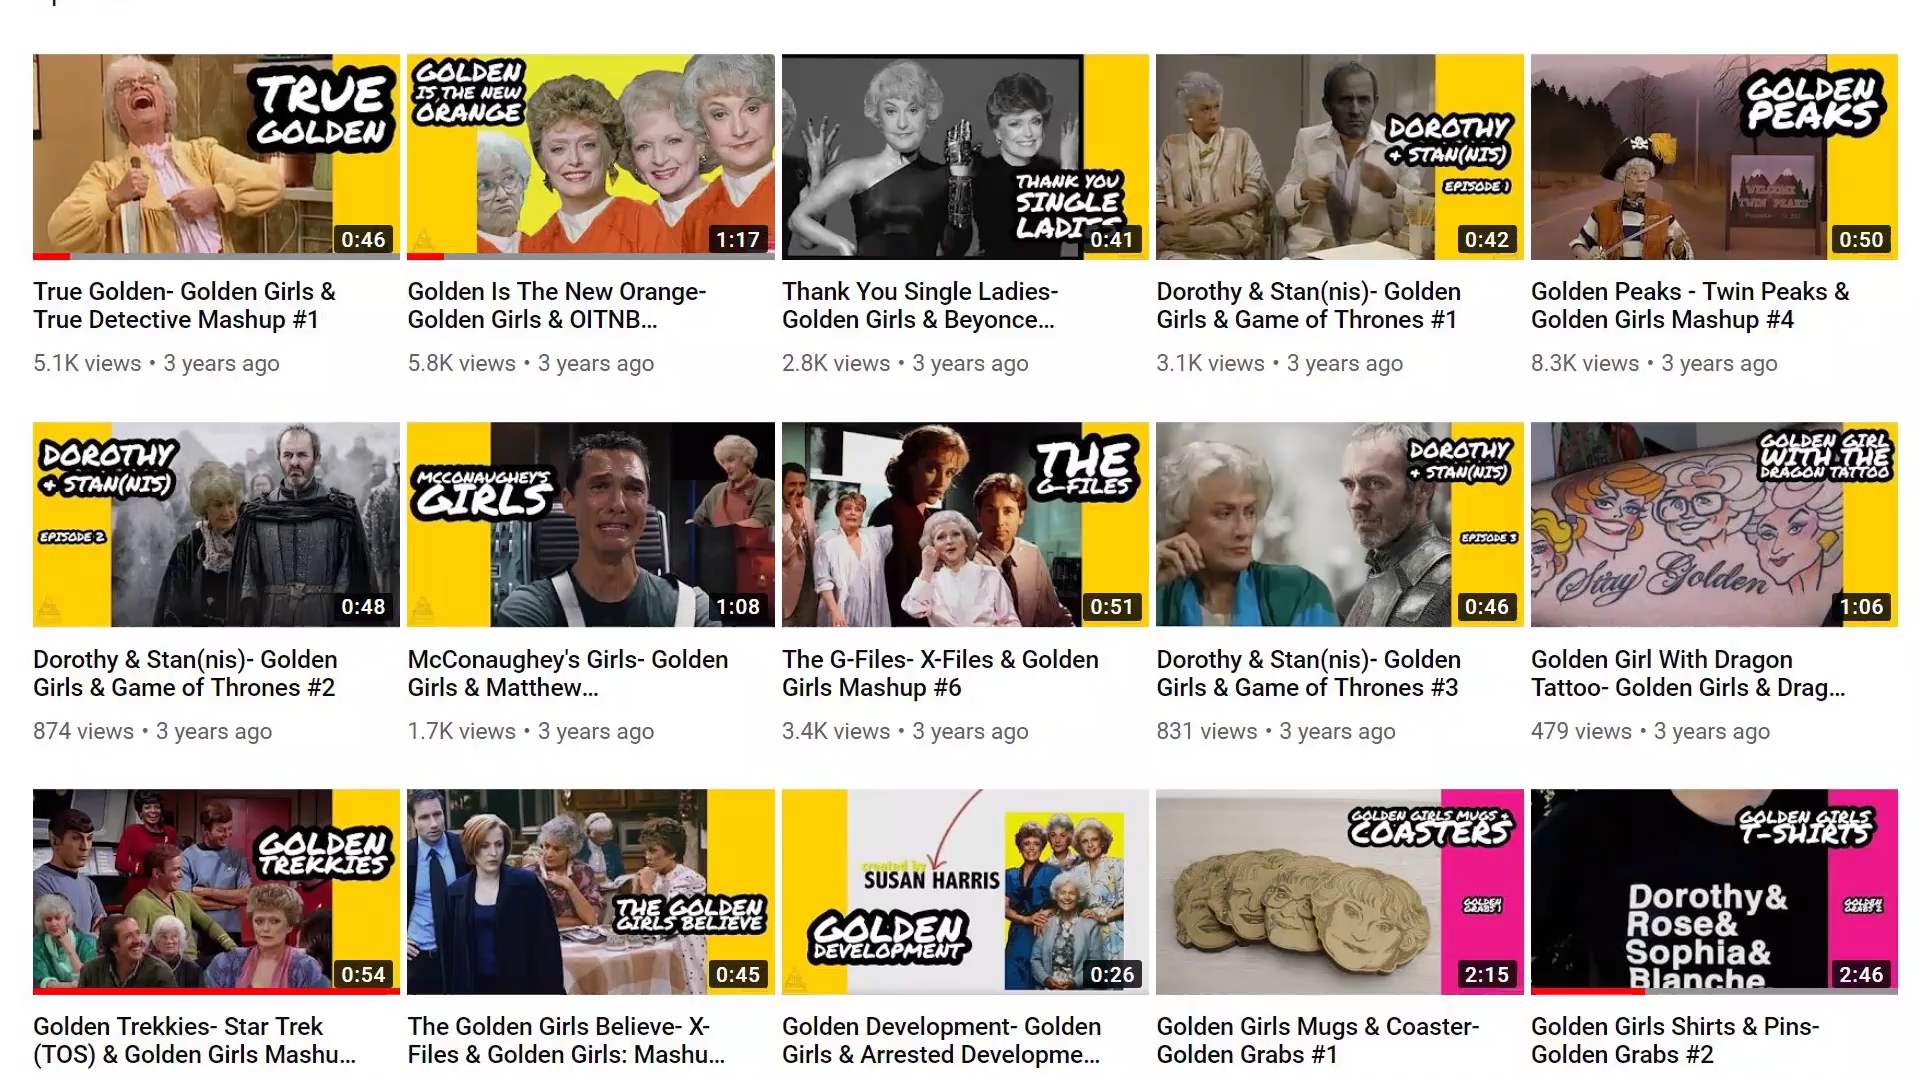 TRUE
GOLDEN
0:46
GOLDEN
IS THE NEW
ORANGE
1:17
THANK YOU
SINGLE
LADIES
0:41
DOROTHY
+ STAN(NIS)
EPISODE 1
0:42
GOLDEN
PEAKS
WELCOME
TWIN PEAKS
0:50
True Golden- Golden Girls &
True Detective Mashup #1
5.1K views • 3 years ago
Golden Is The New Orange-
Golden Girls & OITNB...
5.8K views • 3 years ago
Thank You Single Ladies-
Golden Girls & Beyonce...
2.8K views • 3 years ago
Dorothy & Stan(nis)- Golden
Girls & Game of Thrones #1
3.1K views • 3 years ago
Golden Peaks - Twin Peaks &
Golden Girls Mashup #4
8.3K views • 3 years ago
DOROTHY
+ STAN(NIS)
EPISODE 2
0:48
MCCONAUGHEY'S
GIRLS
1:08
THE
G-FILES
0:51
DOROTHY
+ STAN(NIS)
EPISODE 3
0:46
GOLDEN GIRL
WITH THE
DRAGON TATTOO
Stay Golden
1:06
Dorothy & Stan(nis)- Golden
Girls & Game of Thrones #2
874 views • 3 years ago
McConaughey's Girls- Golden
Girls & Matthew...
1.7K views • 3 years ago
The G-Files- X-Files & Golden
Girls Mashup #6
3.4K views • 3 years ago
Dorothy & Stan(nis)- Golden
Girls & Game of Thrones #3
831 views • 3 years ago
Golden Girl With Dragon
Tattoo- Golden Girls & Drag...
479 views • 3 years ago
GOLDEN
TREKKIES
0:54
THE GOLDEN
GIRLS BELIEVE
0:45
created by
SUSAN HARRIS
GOLDEN
DEVELOPMENT
0:26
GOLDEN GIRLS MUGS +
COASTERS
GOLDEN
GRABS 1
2:15
GOLDEN GIRLS
T-SHIRTS
Dorothy&
Rose&
Sophia&
Blanche.
GOLDEN
GRABS 2
2:46
Golden Trekkies- Star Trek
(TOS) & Golden Girls Mashu...
The Golden Girls Believe- X-
Files & Golden Girls: Mashu...
Golden Development- Golden
Girls & Arrested Developme...
Golden Girls Mugs & Coaster-
Golden Grabs #1
Golden Girls Shirts & Pins-
Golden Grabs #2